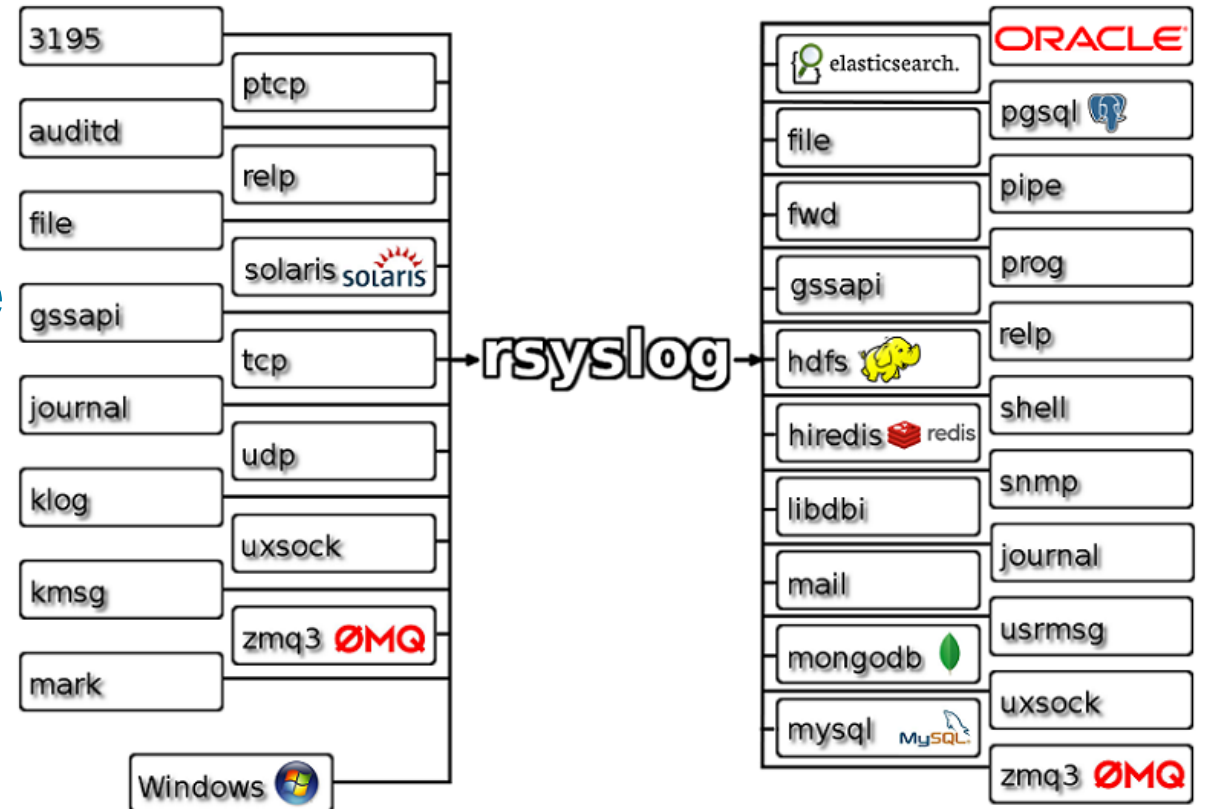 3195
ptcp
auditd
relp
file
solaris solaris
gssapi
tcp
journal
udp
klog
uxsock
kmsg
zmq3 ØMQ
mark
Windows
rsyslog
ORACLE
elasticsearch.
pgsql
file
pipe
fwd
prog
gssapi
relp
hdfs
shell
hiredis redis
snmp
libdbi
journal
mail
usrmsg
mongodb
uxsock
mysql MySQL
zmq3 ØMQ